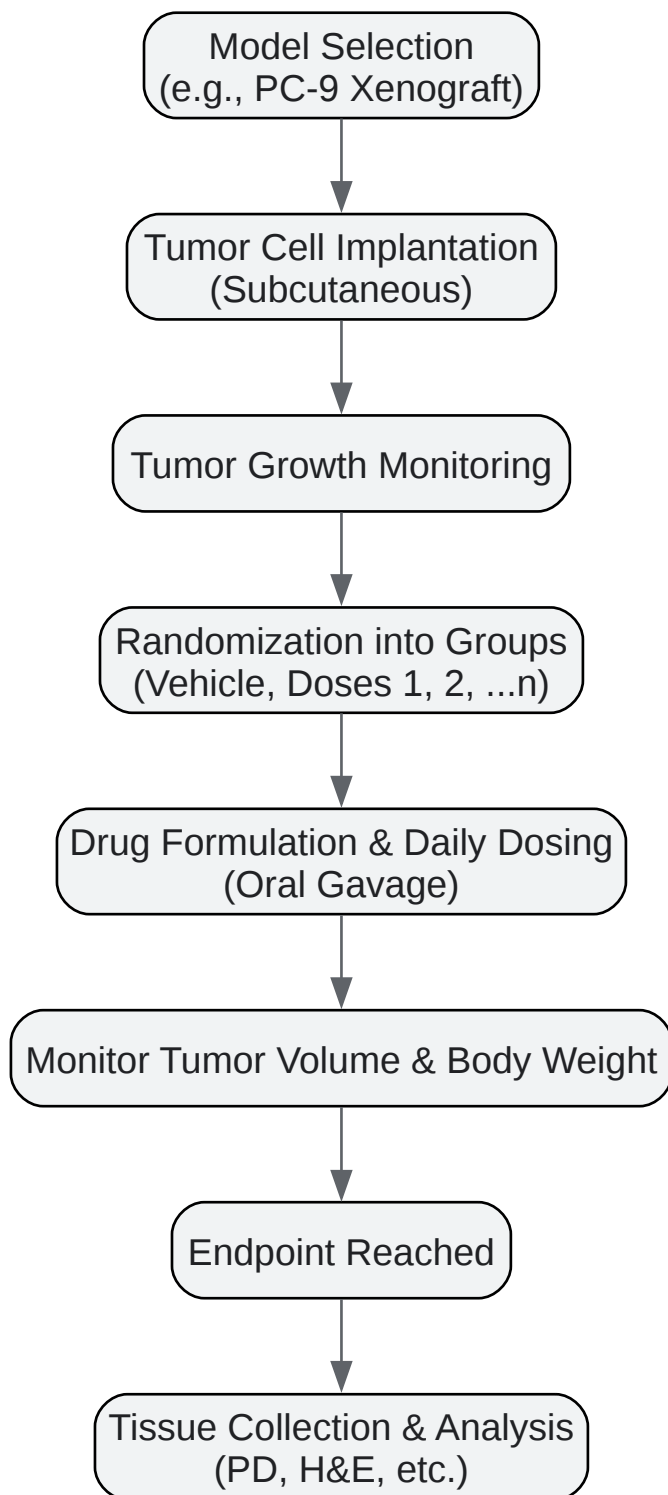 Model Selection
(e.g., PC-9 Xenograft)
Tumor Cell Implantation
(Subcutaneous)
Tumor Growth Monitoring
Randomization into Groups
(Vehicle, Doses 1, 2, ...n)
Drug Formulation & Daily Dosing
(Oral Gavage)
Monitor Tumor Volume & Body Weight
Endpoint Reached
Tissue Collection & Analysis
(PD, H&E, etc.)